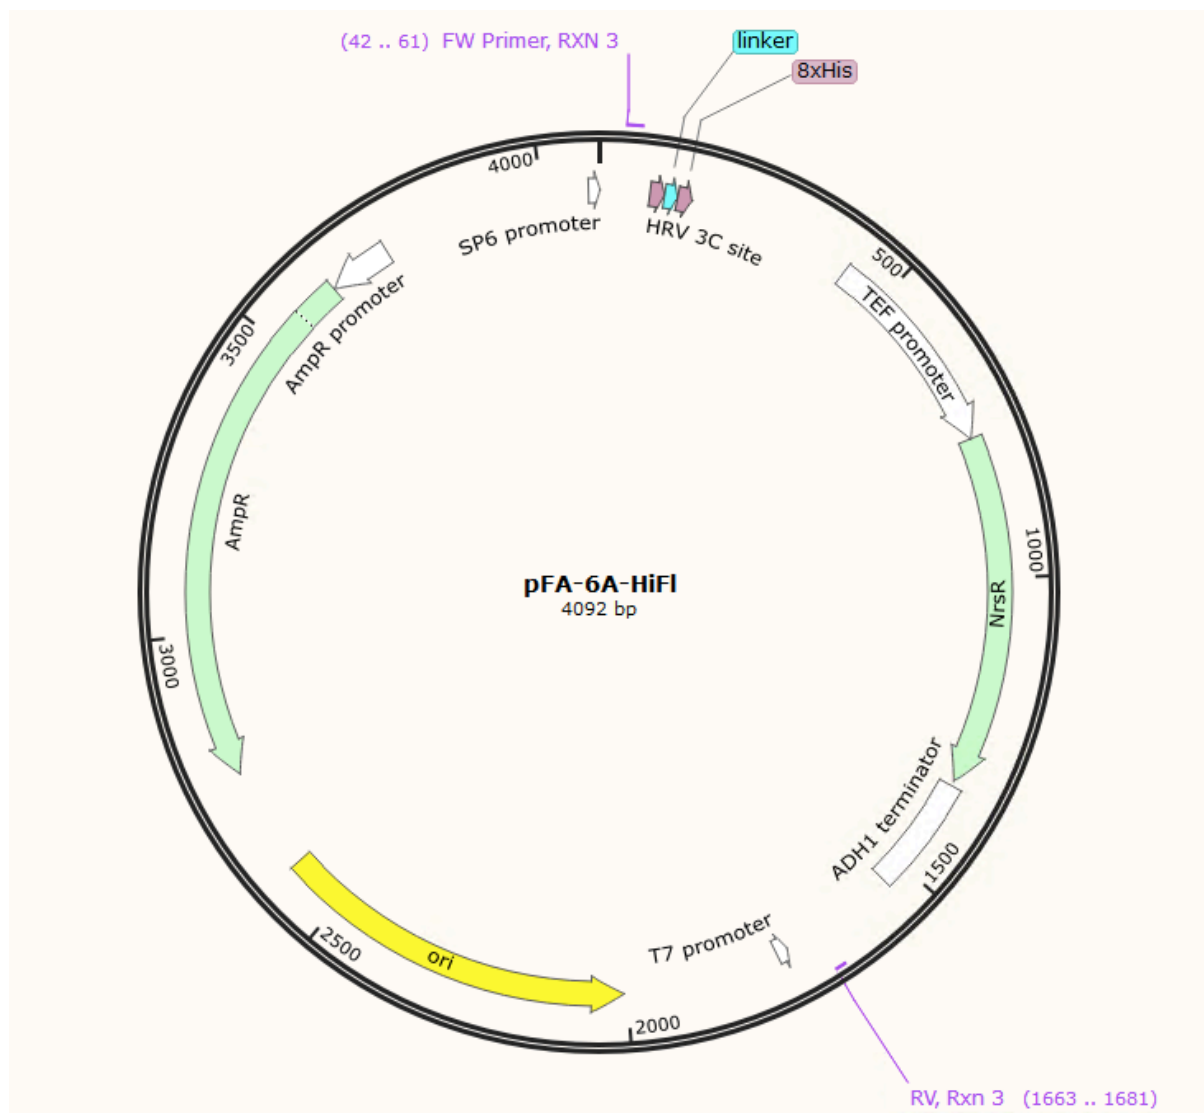 (42 .. 61) FW Primer, RXN 3
linker
8xHis
4000
SP6 promoter
HRV 3C site
500
TEF promoter
AmpR promoter
3500
AmpR
1000
NrsR
pFA-6A-HiFl
4092 bp
3000
ADH1 terminator
1500
T7 promoter
2500
ori
2000
RV, Rxn 3 (1663 .. 1681)